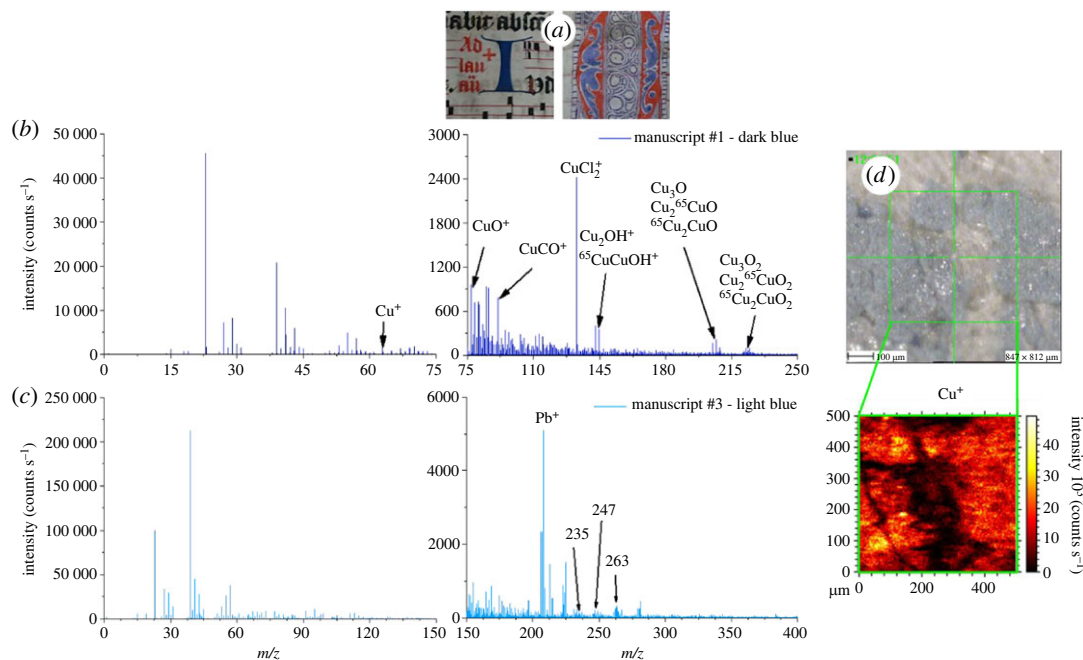 (a)
Ad
lau
(b)
intensity (counts s⁻¹)
50 000
40 000
30 000
20 000
10 000
0
Cu⁺
0 15 30 45 60 75
manuscript #1 - dark blue
3000
2400
1800
1200
600
0
CuO⁺
CuCO⁺
CuCl₂⁺
Cu₂OH⁺
⁶⁵CuCuOH⁺
Cu₃O
Cu₂⁶⁵CuO
⁶⁵Cu₂CuO
Cu₃O₂
Cu₂⁶⁵CuO₂
⁶⁵Cu₂CuO₂
75 110 145 180 215 250
(c)
intensity (counts s⁻¹)
250 000
200 000
150 000
100 000
50 000
0
0 30 60 90 120 150
m/z
manuscript #3 - light blue
6000
4000
2000
0
Pb⁺
235
247
263
150 200 250 300 350 400
m/z
(d)
100 µm
847 × 812 µm
Cu⁺
500
400
300
200
100
0
µm
0 200 400
40
30
20
10
0
intensity 10³ (counts s⁻¹)